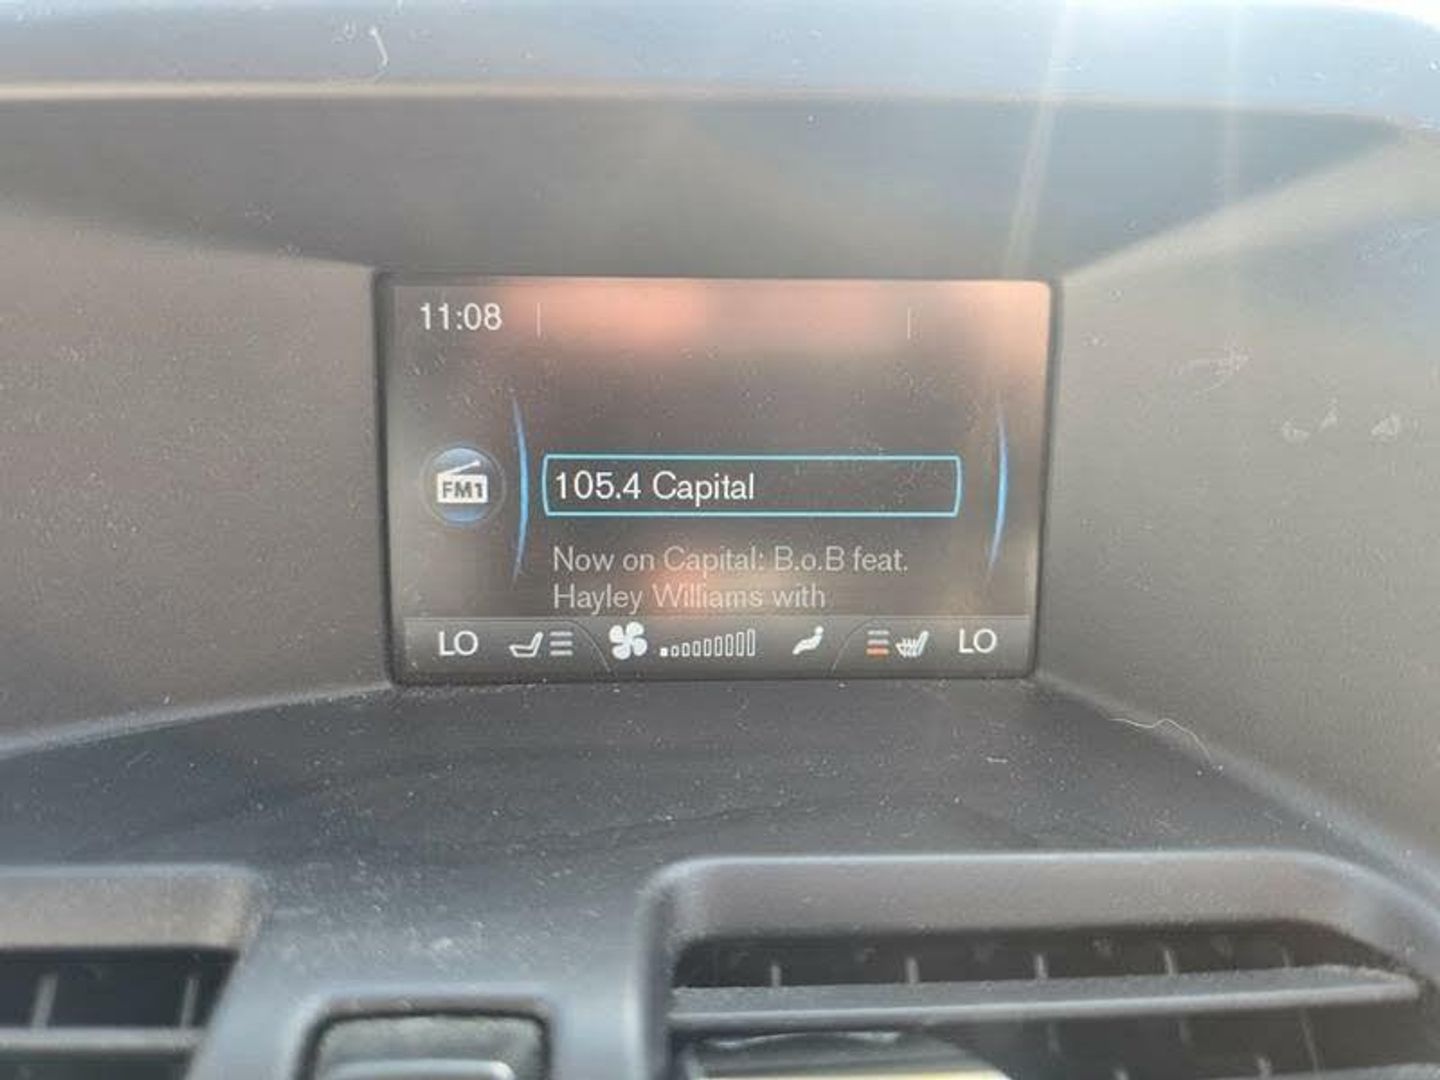 11:08
FM1
105.4 Capital
Now on Capital: B.o.B feat.
Hayley Williams with
LO
LO